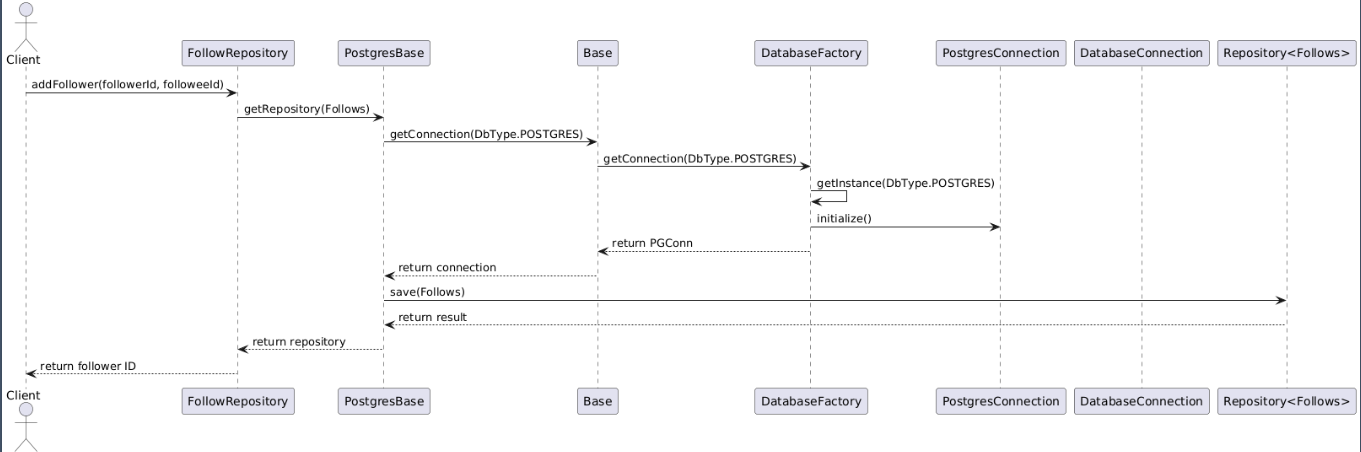 Client
FollowRepository
PostgresBase
Base
DatabaseFactory
PostgresConnection
DatabaseConnection
Repository<Follows>
addFollower(followerId, followeeId)
getRepository(Follows)
getConnection(DbType.POSTGRES)
getConnection(DbType.POSTGRES)
getInstance(DbType.POSTGRES)
initialize()
return PGConn
return connection
save(Follows)
return result
return repository
return follower ID
Client
FollowRepository
PostgresBase
Base
DatabaseFactory
PostgresConnection
DatabaseConnection
Repository<Follows>